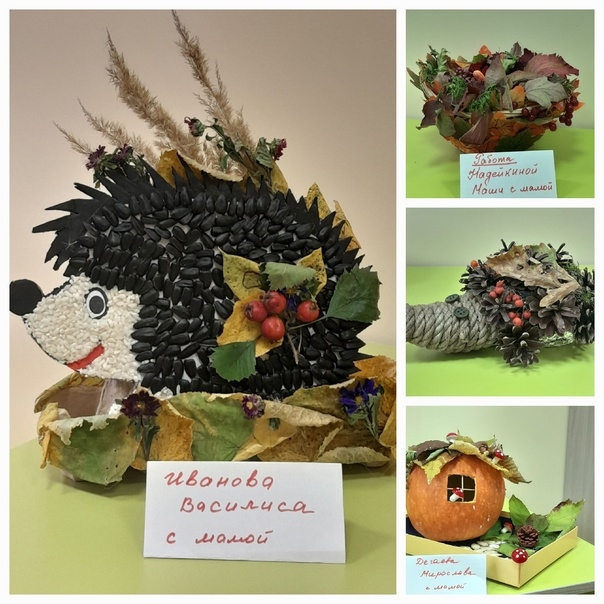 Иванова
Василиса
с мамой
Работа
Надейкиной
Маши с мамой
Мирослава
с мамой